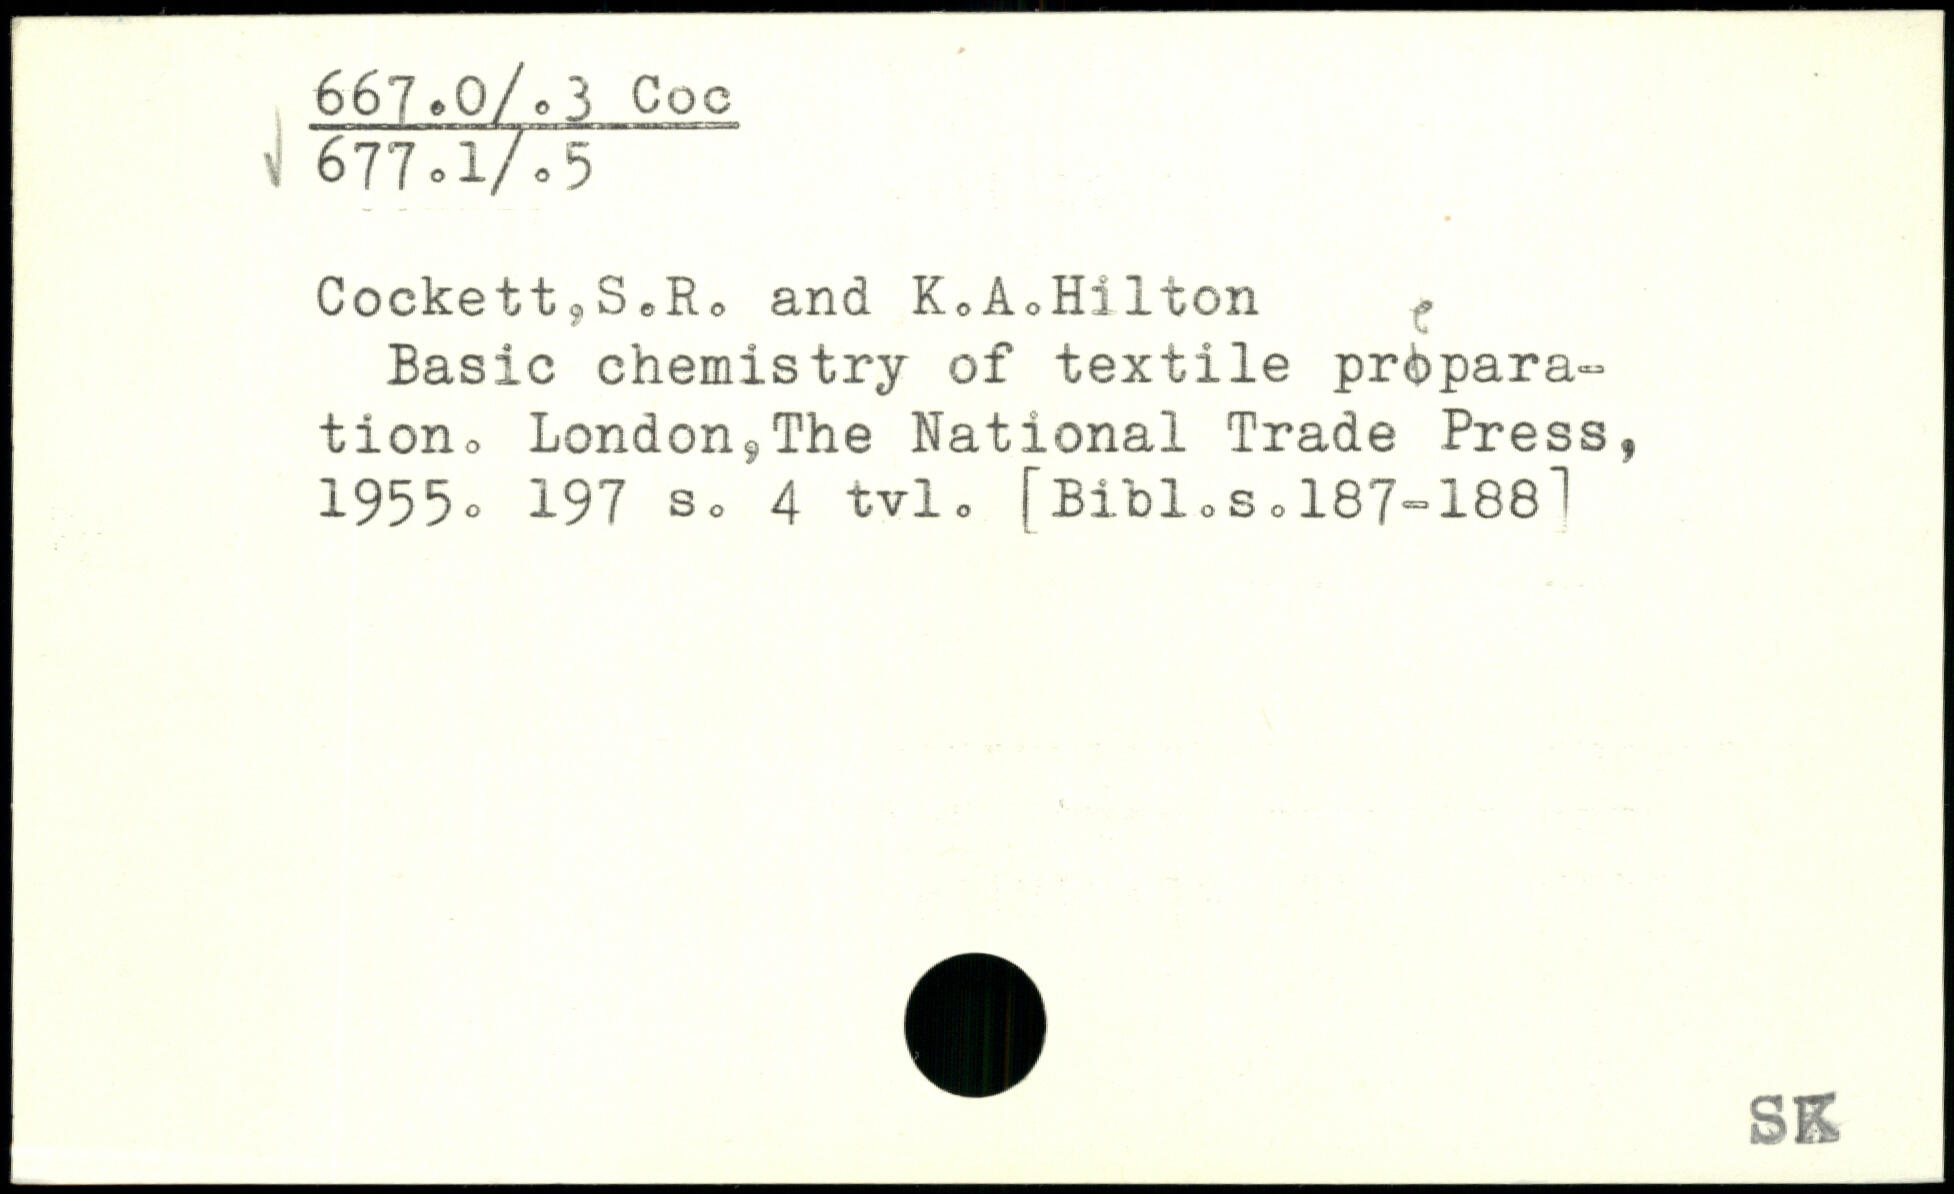 667.0/.3 Coc
√ 677.1/.5
Cockett,S.R. and K.A.Hilton
e
Basic chemistry of textile propara-
tion. London,The National Trade Press,
1955. 197 s. 4 tvl. [Bibl.s.187-188]
SK